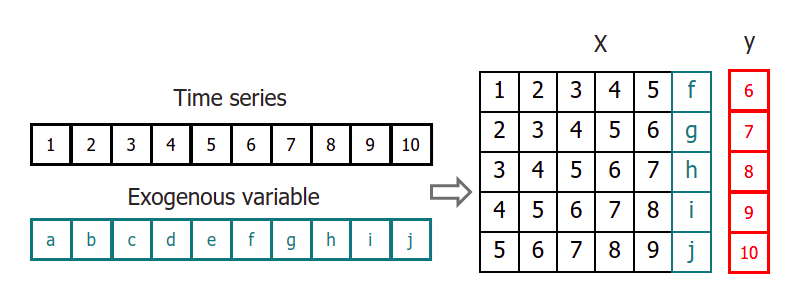 Time series
1 2 3 4 5 6 7 8 9 10
Exogenous variable
a b c d e f g h i j
X y
1 2 3 4 5 f 6
2 3 4 5 6 g 7
3 4 5 6 7 h 8
4 5 6 7 8 i 9
5 6 7 8 9 j 10